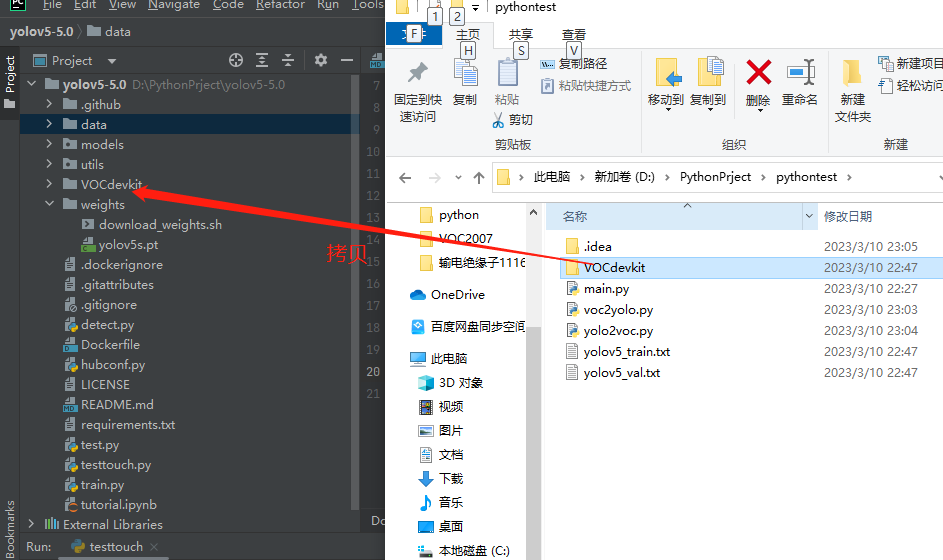 PC
File Edit View Navigate Code Refactor Run Tools
yolov5-5.0 data
Project
Project
yolov5-5.0 D:\PythonPrject\yolov5-5.0
.github
data
models
utils
VOCdevkit
weights
download_weights.sh
yolov5s.pt
.dockerignore
.gitattributes
.gitignore
detect.py
Dockerfile
hubconf.py
LICENSE
README.md
requirements.txt
test.py
testtouch.py
train.py
tutorial.ipynb
External Libraries
Bookmarks
Run: testtouch
7
8
9
10
11
12
13
14
15
16
17
18
19
20
21
Do
拷贝
1 2 pythontest
F 主页 共享 查看
H S V
固定到快速访问
复制
粘贴
复制路径
粘贴快捷方式
剪切
剪贴板
移动到 复制到 删除 重命名
组织
新建
文件夹
新建项目
轻松访问
新建
此电脑 新加卷 (D:) PythonPrject pythontest
python
VOC2007
输电绝缘子1116
OneDrive
百度网盘同步空间
此电脑
3D 对象
视频
图片
文档
下载
音乐
桌面
本地磁盘 (C:)
名称 修改日期
.idea 2023/3/10 23:05
VOCdevkit 2023/3/10 22:47
main.py 2023/3/10 22:27
voc2yolo.py 2023/3/10 23:03
yolo2voc.py 2023/3/10 23:04
yolov5_train.txt 2023/3/10 22:47
yolov5_val.txt 2023/3/10 22:47